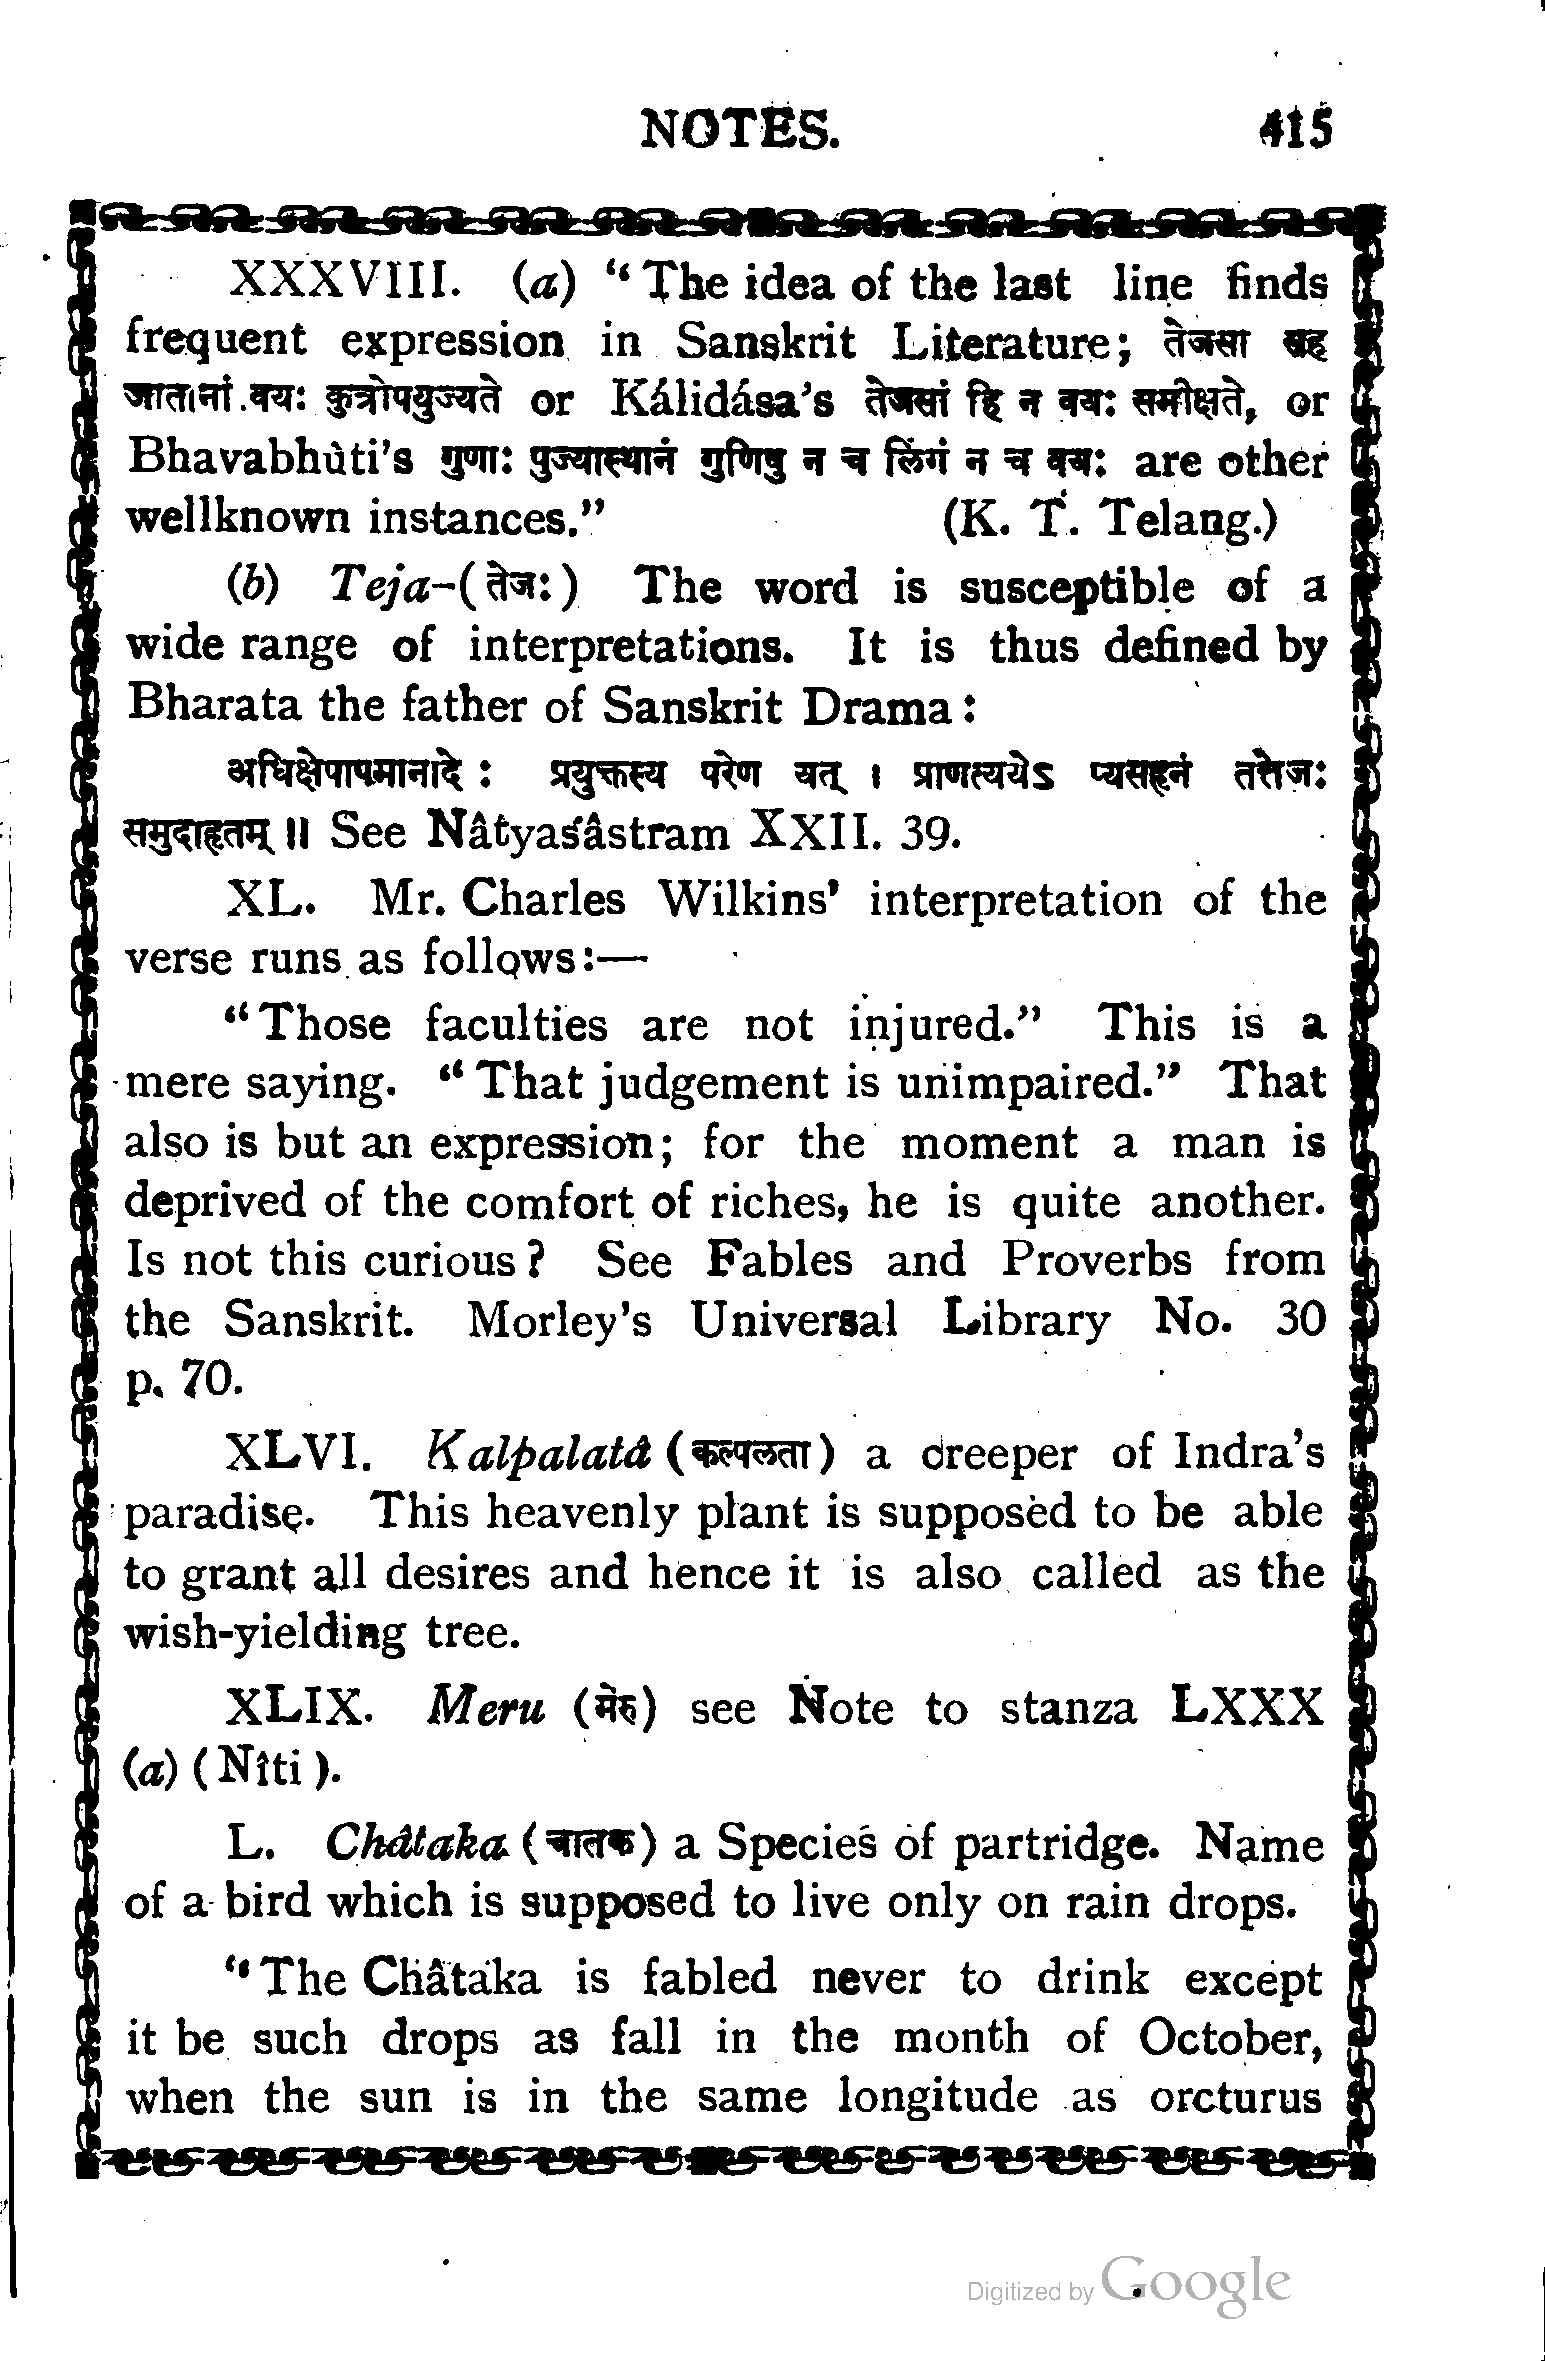 NOTES. 415
XXXVIII. (a) “The idea of the last line finds
frequent expression in Sanskrit Literature; तेजसा सह
जातानां वयः कुत्रोपयुज्यते or Kálidása’s तेजसां हि न वयः समीक्षते, or
Bhavabhùti’s गुणाः पुज्यास्थानं गुणिषु न च लिंगं न च वयः are other
wellknown instances.” (K. T. Telang.)
(b) Teja-(तेजः) The word is susceptible of a
wide range of interpretations. It is thus defined by
Bharata the father of Sanskrit Drama:
अधिक्षेपापमानादेः प्रयुक्तस्य परेण यत् । प्राणत्ययेऽ प्यसहनं तत्तेजः
समुदाहृतम् ॥ See Nâtyaśâstram XXII. 39.
XL. Mr. Charles Wilkins’ interpretation of the
verse runs as follows:—
“Those faculties are not injured.” This is a
mere saying. “That judgement is unimpaired.” That
also is but an expression; for the moment a man is
deprived of the comfort of riches, he is quite another.
Is not this curious? See Fables and Proverbs from
the Sanskrit. Morley’s Universal Library No. 30
p. 70.
XLVI. Kalpalatâ (कल्पलता) a creeper of Indra’s
paradise. This heavenly plant is supposed to be able
to grant all desires and hence it is also called as the
wish-yielding tree.
XLIX. Meru (मेरु) see Note to stanza LXXX
(a) (Nîti).
L. Châtaka (चातक) a Species of partridge. Name
of a bird which is supposed to live only on rain drops.
“The Châtaka is fabled never to drink except
it be such drops as fall in the month of October,
when the sun is in the same longitude as orcturus
Digitized by Google